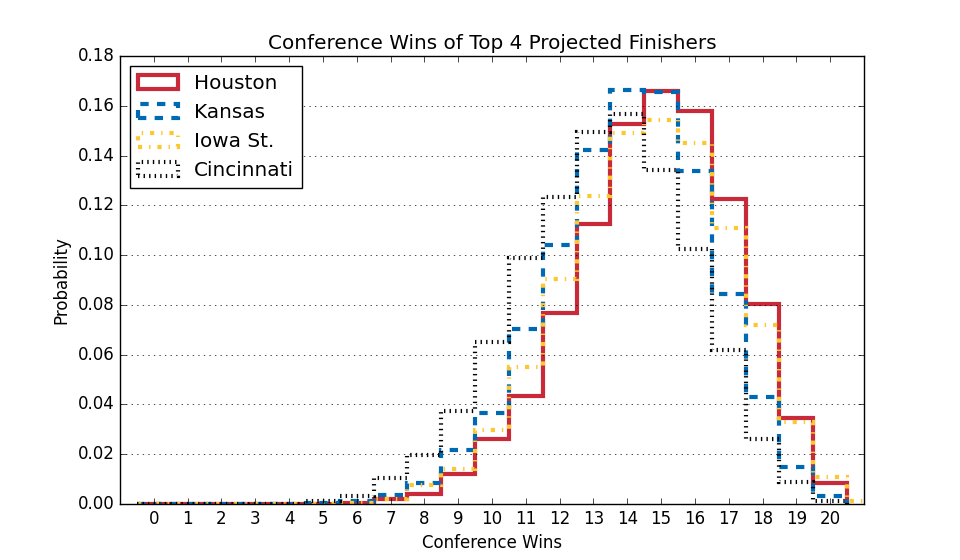 Conference Wins of Top 4 Projected Finishers
0.18
0.16
0.14
0.12
0.10
0.08
0.06
0.04
0.02
0.00
Probability
Houston
Kansas
Iowa St.
Cincinnati
0 1 2 3 4 5 6 7 8 9 10 11 12 13 14 15 16 17 18 19 20
Conference Wins